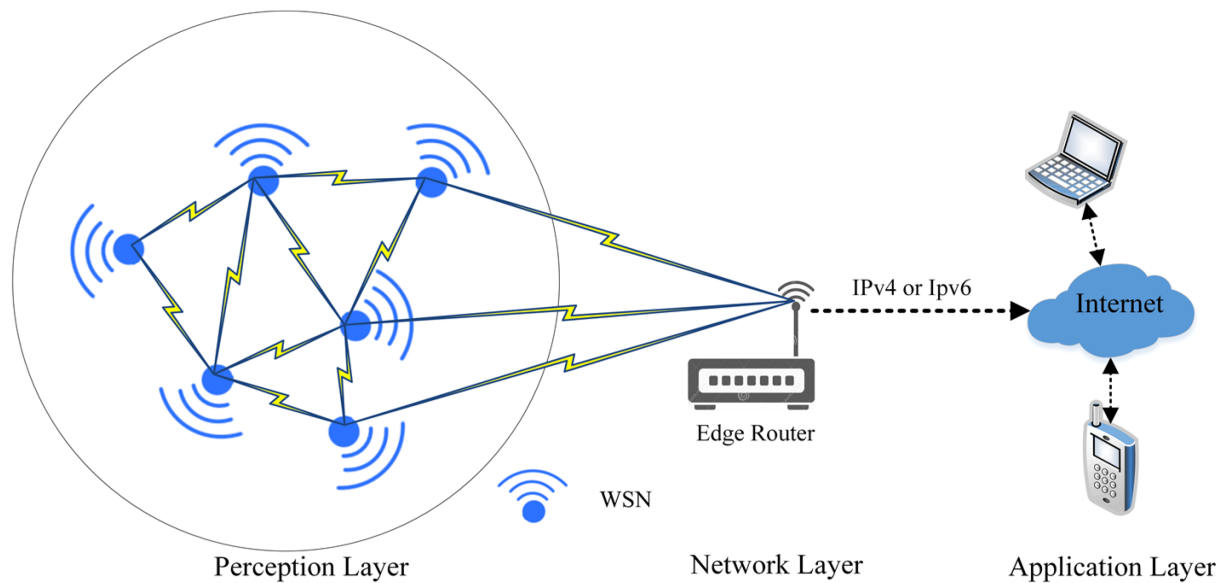 IPv4 or Ipv6
Internet
Edge Router
WSN
Perception Layer
Network Layer
Application Layer